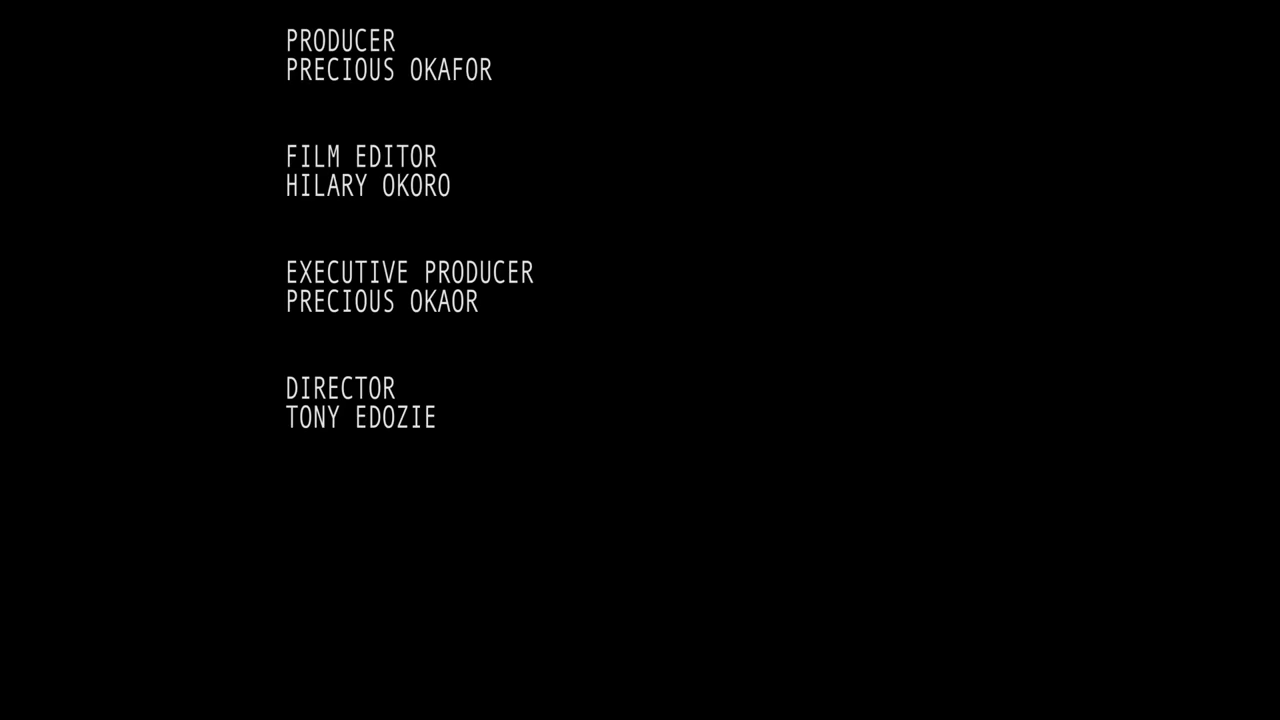 PRODUCER
PRECIOUS OKAFOR
FILM EDITOR
HILARY OKORO
EXECUTIVE PRODUCER
PRECIOUS OKAOR
DIRECTOR
TONY EDOZIE